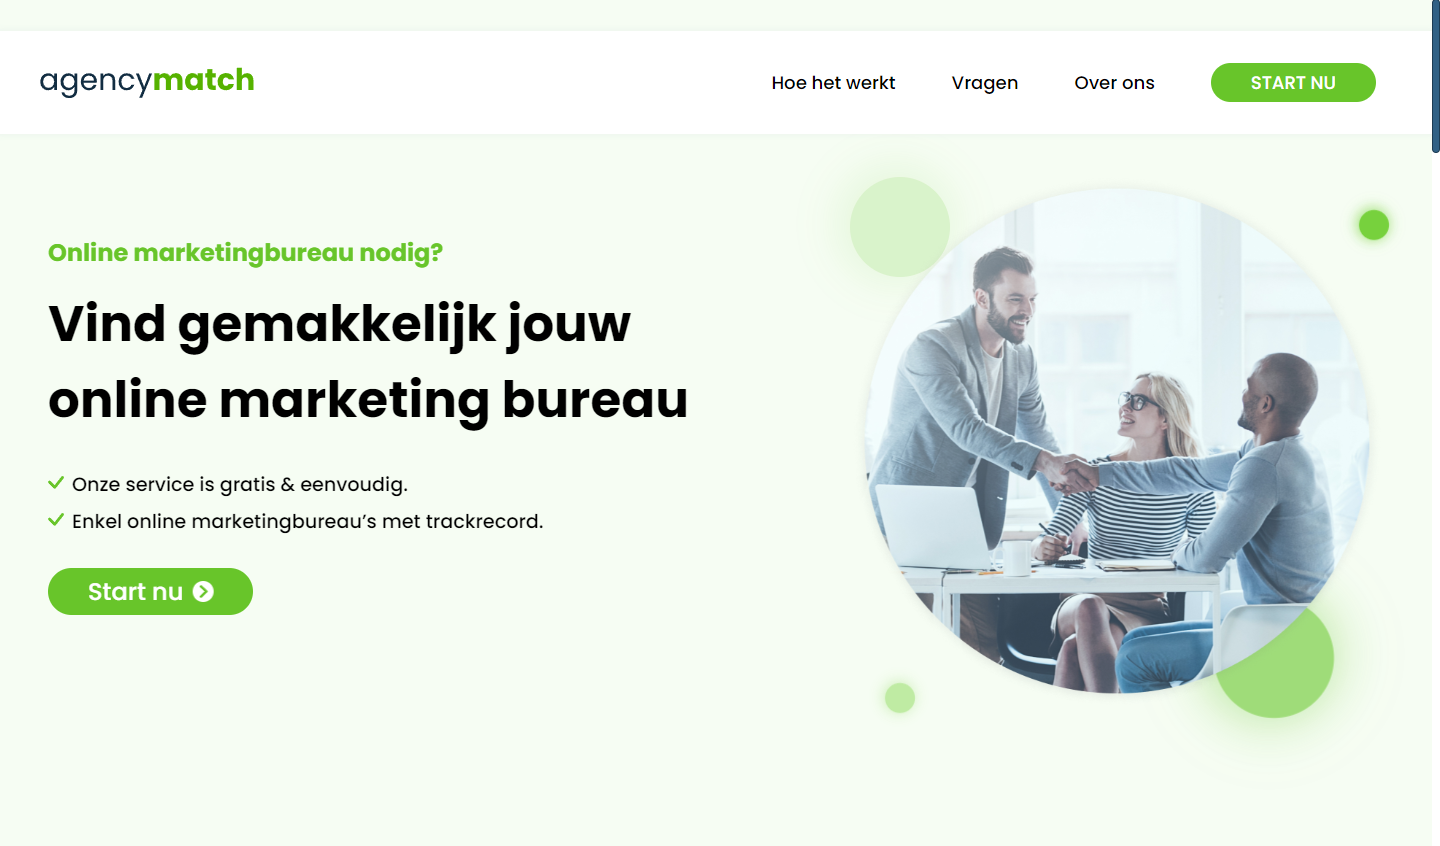 agencymatch
Hoe het werkt
Vragen
Over ons
START NU
Online marketingbureau nodig?
Vind gemakkelijk jouw
online marketing bureau
Onze service is gratis & eenvoudig.
Enkel online marketingbureau’s met trackrecord.
Start nu